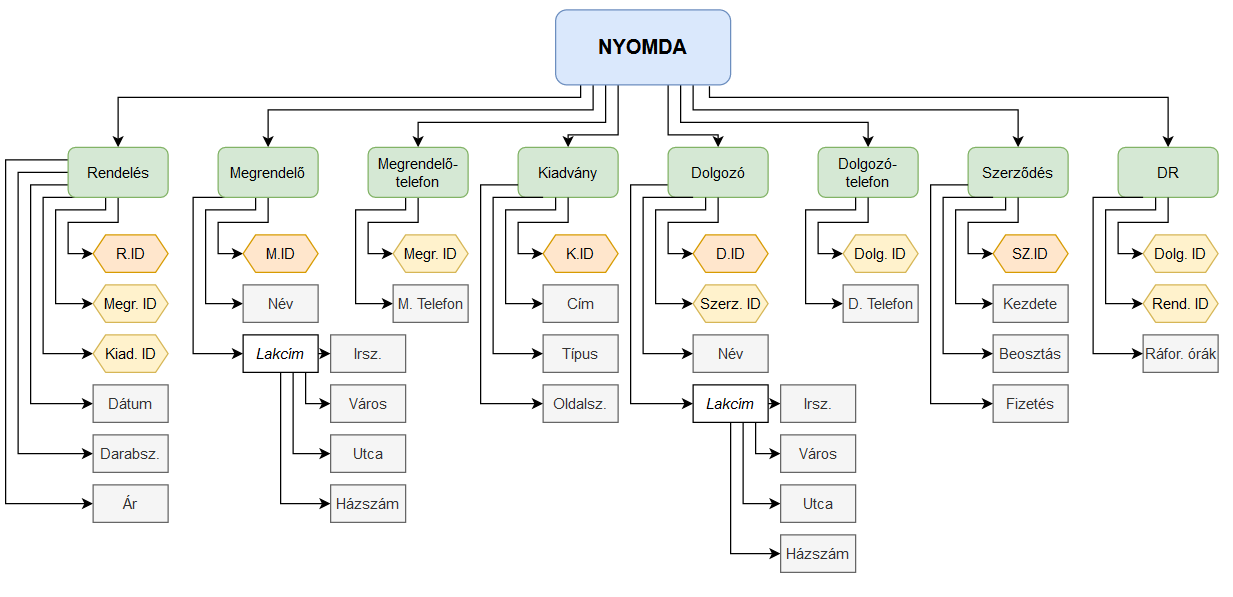 NYOMDA
Rendelés
Megrendelő
Megrendelő-
telefon
Kiadvány
Dolgozó
Dolgozó-
telefon
Szerződés
DR
R.ID
Megr. ID
Kiad. ID
Dátum
Darabsz.
Ár
M.ID
Név
Lakcím
Irsz.
Város
Utca
Házszám
Megr. ID
M. Telefon
K.ID
Cím
Típus
Oldalsz.
D.ID
Szerz. ID
Név
Lakcím
Irsz.
Város
Utca
Házszám
Dolg. ID
D. Telefon
SZ.ID
Kezdete
Beosztás
Fizetés
Dolg. ID
Rend. ID
Ráfor. órák